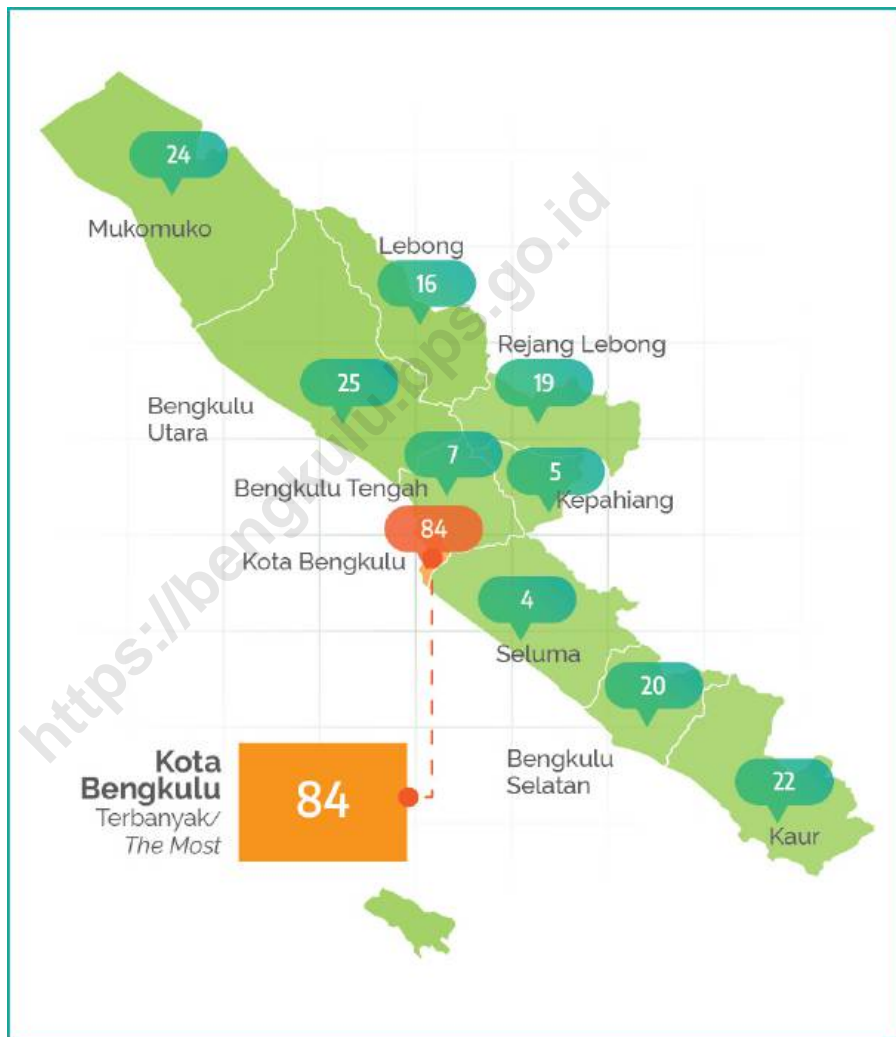 24
Mukomuko
Lebong
16
Rejang Lebong
19
25
Bengkulu
Utara
7
Bengkulu Tengah
5
Kepahiang
84
Kota Bengkulu
4
Seluma
20
Bengkulu
Selatan
22
Kaur
Kota
Bengkulu
Terbanyak/
The Most
84
https://bengkulu.bps.go.id